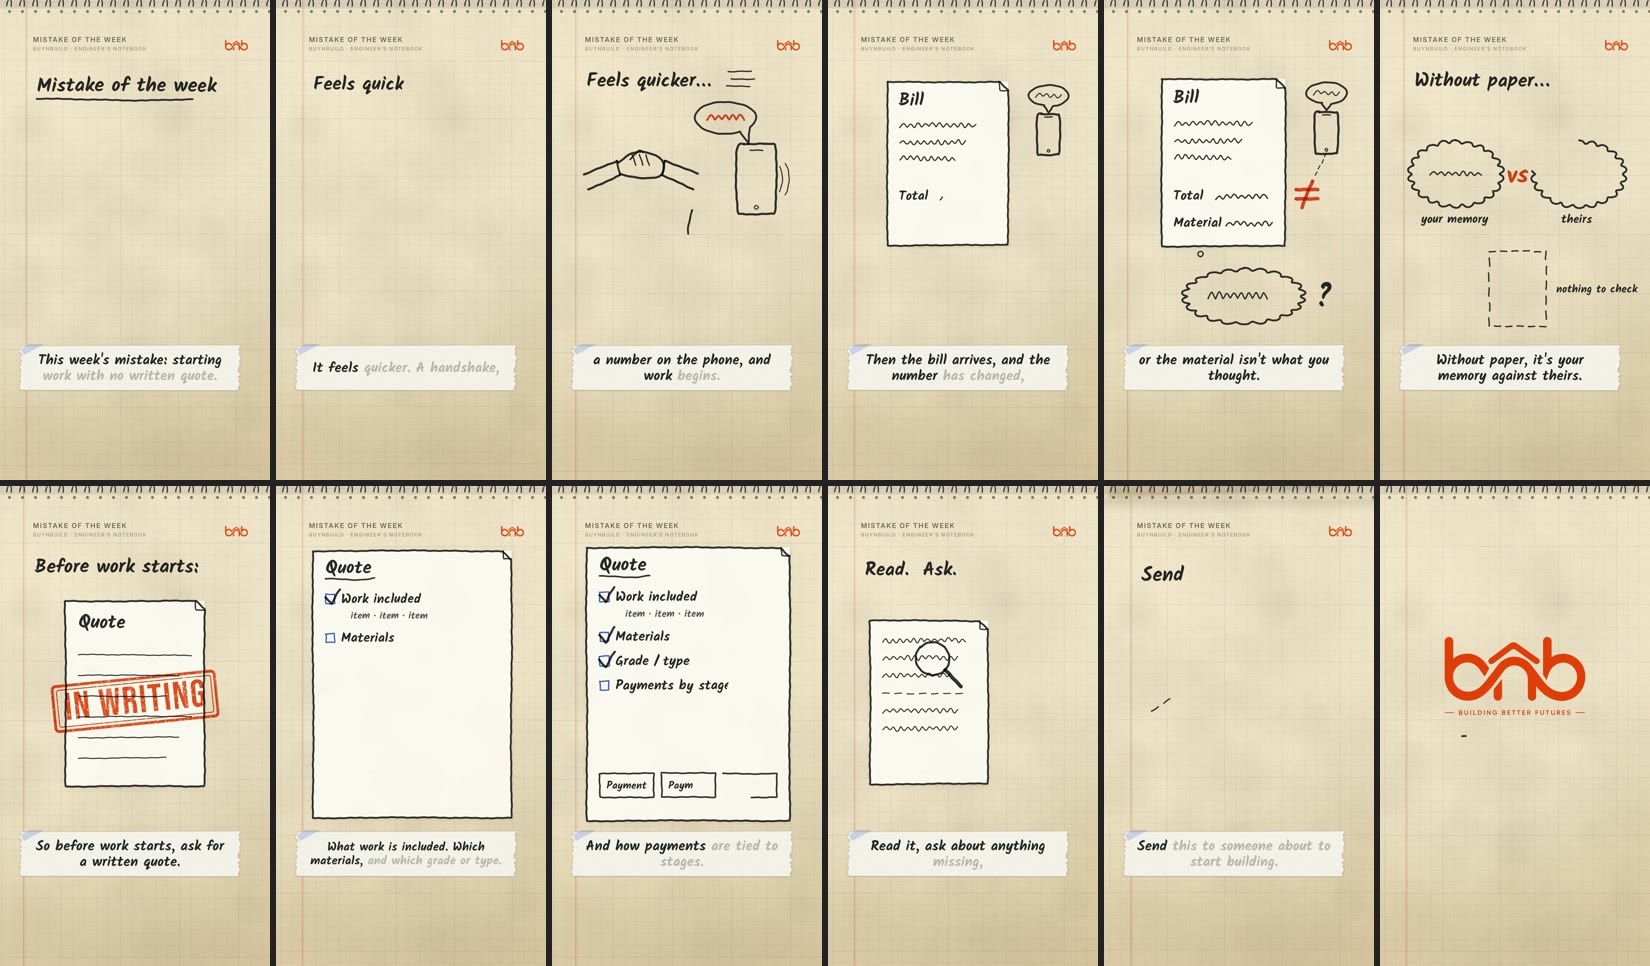 MISTAKE OF THE WEEK
BUYNBUILD · ENGINEER'S NOTEBOOK
bnb
Mistake of the week
This week's mistake: starting
work with no written quote.
MISTAKE OF THE WEEK
BUYNBUILD · ENGINEER'S NOTEBOOK
bnb
Feels quick
It feels quicker. A handshake,
MISTAKE OF THE WEEK
BUYNBUILD · ENGINEER'S NOTEBOOK
bnb
Feels quicker...
a number on the phone, and
work begins.
MISTAKE OF THE WEEK
BUYNBUILD · ENGINEER'S NOTEBOOK
bnb
Bill
Total
Then the bill arrives, and the
number has changed,
MISTAKE OF THE WEEK
BUYNBUILD · ENGINEER'S NOTEBOOK
bnb
Bill
Total
≠
Material
?
or the material isn't what you
thought.
MISTAKE OF THE WEEK
BUYNBUILD · ENGINEER'S NOTEBOOK
bnb
Without paper...
vs
your memory
theirs
nothing to check
Without paper, it's your
memory against theirs.
MISTAKE OF THE WEEK
BUYNBUILD · ENGINEER'S NOTEBOOK
bnb
Before work starts:
Quote
IN WRITING
So before work starts, ask for
a written quote.
MISTAKE OF THE WEEK
BUYNBUILD · ENGINEER'S NOTEBOOK
bnb
Quote
Work included
item · item · item
Materials
What work is included. Which
materials, and which grade or type.
MISTAKE OF THE WEEK
BUYNBUILD · ENGINEER'S NOTEBOOK
bnb
Quote
Work included
item · item · item
Materials
Grade / type
Payments by stage
Payment
Paym
And how payments are tied to
stages.
MISTAKE OF THE WEEK
BUYNBUILD · ENGINEER'S NOTEBOOK
bnb
Read. Ask.
Read it, ask about anything
missing,
MISTAKE OF THE WEEK
BUYNBUILD · ENGINEER'S NOTEBOOK
bnb
Send
Send this to someone about to
start building.
bnb
BUILDING BETTER FUTURES